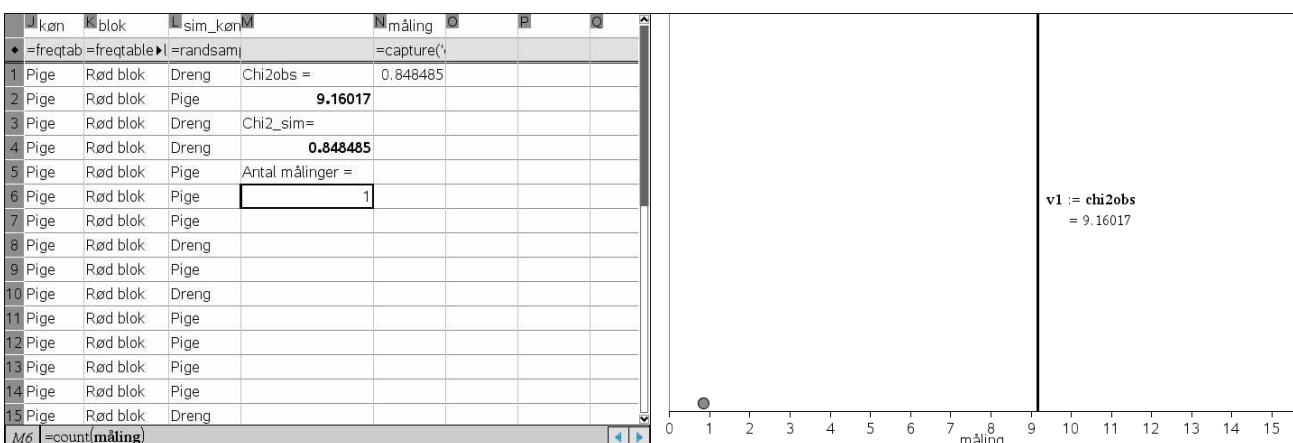 J køn K blok L sim_køn M N måling O P Q
◆ =freqtab =freqtable▸l =randsamp =capture('
1 Pige Rød blok Dreng Chi2obs = 0.848485
2 Pige Rød blok Pige 9.16017
3 Pige Rød blok Dreng Chi2_sim=
4 Pige Rød blok Dreng 0.848485
5 Pige Rød blok Pige Antal målinger =
6 Pige Rød blok Pige 1
7 Pige Rød blok Pige
8 Pige Rød blok Dreng
9 Pige Rød blok Pige
10 Pige Rød blok Dreng
11 Pige Rød blok Pige
12 Pige Rød blok Pige
13 Pige Rød blok Pige
14 Pige Rød blok Pige
15 Pige Rød blok Dreng
M6 =count(måling)
v1 := chi2obs
= 9.16017
0 1 2 3 4 5 6 7 8 9 10 11 12 13 14 15
måling